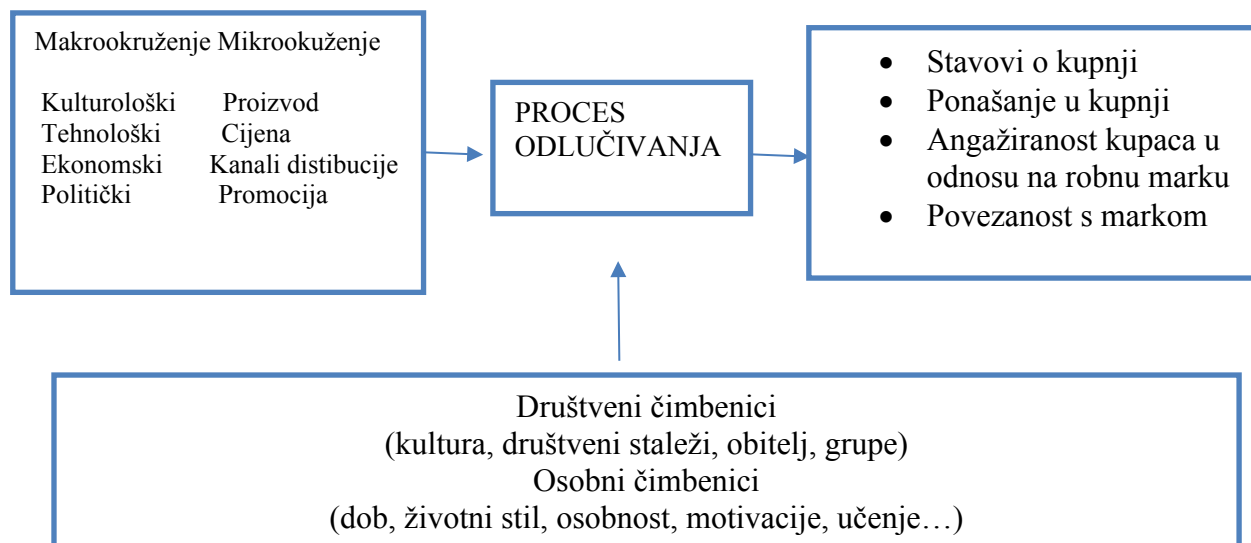 Makrookruženje Mikrookuženje
Kulturološki Proizvod
Tehnološki Cijena
Ekonomski Kanali distibucije
Politički Promocija
PROCES
ODLUČIVANJA
• Stavovi o kupnji
• Ponašanje u kupnji
• Angažiranost kupaca u
odnosu na robnu marku
• Povezanost s markom
Društveni čimbenici
(kultura, društveni staleži, obitelj, grupe)
Osobni čimbenici
(dob, životni stil, osobnost, motivacije, učenje…)